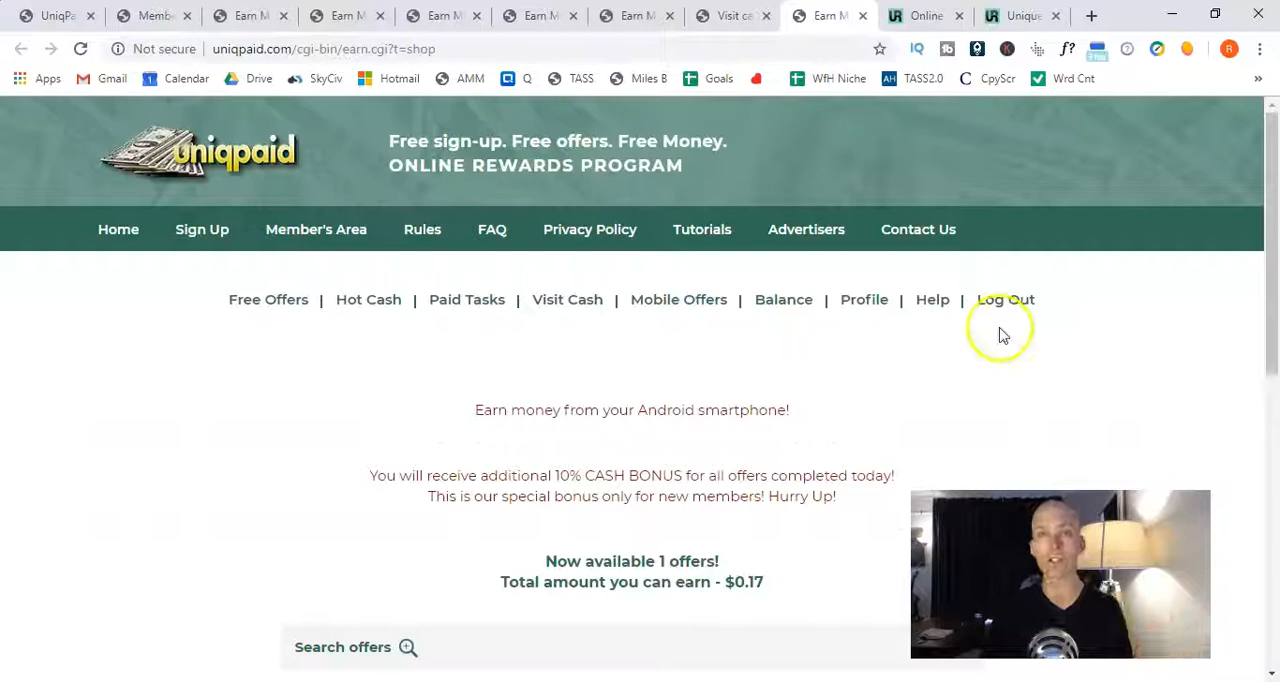 UniqPa
Membe
Earn M
Earn M
Earn M
Earn M
Earn M
Visit ca
Earn M
Online
Unique
Not secure
uniqpaid.com/cgi-bin/earn.cgi?t=shop
Apps
Gmail
Calendar
Drive
SkyCiv
Hotmail
AMM
Q
TASS
Miles B
Goals
WfH Niche
TASS2.0
CpyScr
Wrd Cnt
uniqpaid
Free sign-up. Free offers. Free Money.
ONLINE REWARDS PROGRAM
Home
Sign Up
Member's Area
Rules
FAQ
Privacy Policy
Tutorials
Advertisers
Contact Us
Free Offers | Hot Cash | Paid Tasks | Visit Cash | Mobile Offers | Balance | Profile | Help | Log Out
Earn money from your Android smartphone!
You will receive additional 10% CASH BONUS for all offers completed today!
This is our special bonus only for new members! Hurry Up!
Now available 1 offers!
Total amount you can earn - $0.17
Search offers